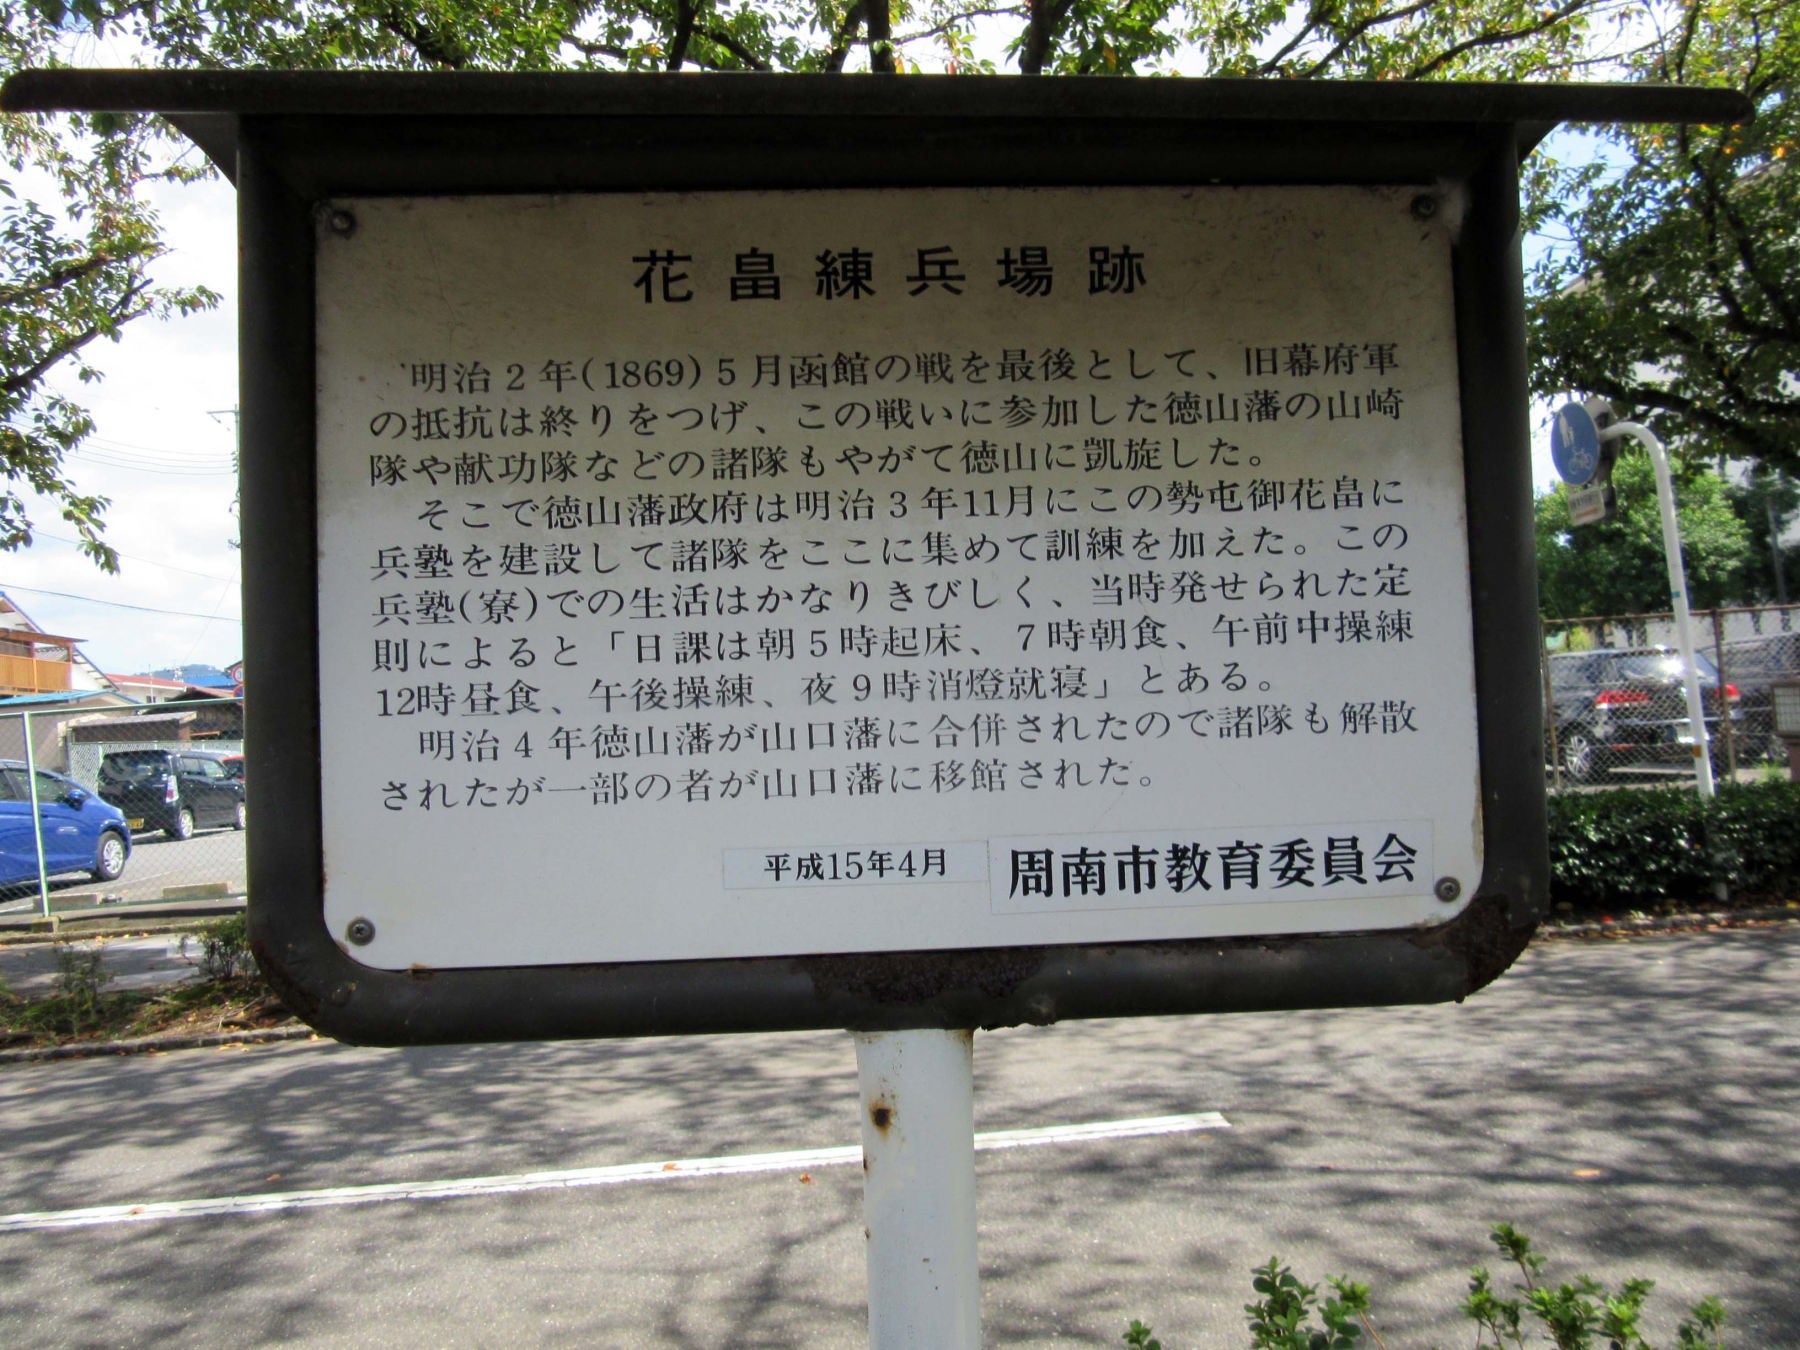 花畠練兵場跡
明治2年(1869)5月函館の戦を最後として、旧幕府軍
の抵抗は終りをつげ、この戦いに参加した徳山藩の山崎
隊や献功隊などの諸隊もやがて徳山に凱旋した。
そこで徳山藩政府は明治3年11月にこの勢屯御花畠に
兵塾を建設して諸隊をここに集めて訓練を加えた。この
兵塾(寮)での生活はかなりきびしく、当時発せられた定
則によると「日課は朝5時起床、7時朝食、午前中操練
12時昼食、午後操練、夜9時消燈就寝」とある。
明治4年徳山藩が山口藩に合併されたので諸隊も解散
されたが一部の者が山口藩に移館された。
平成15年4月 周南市教育委員会